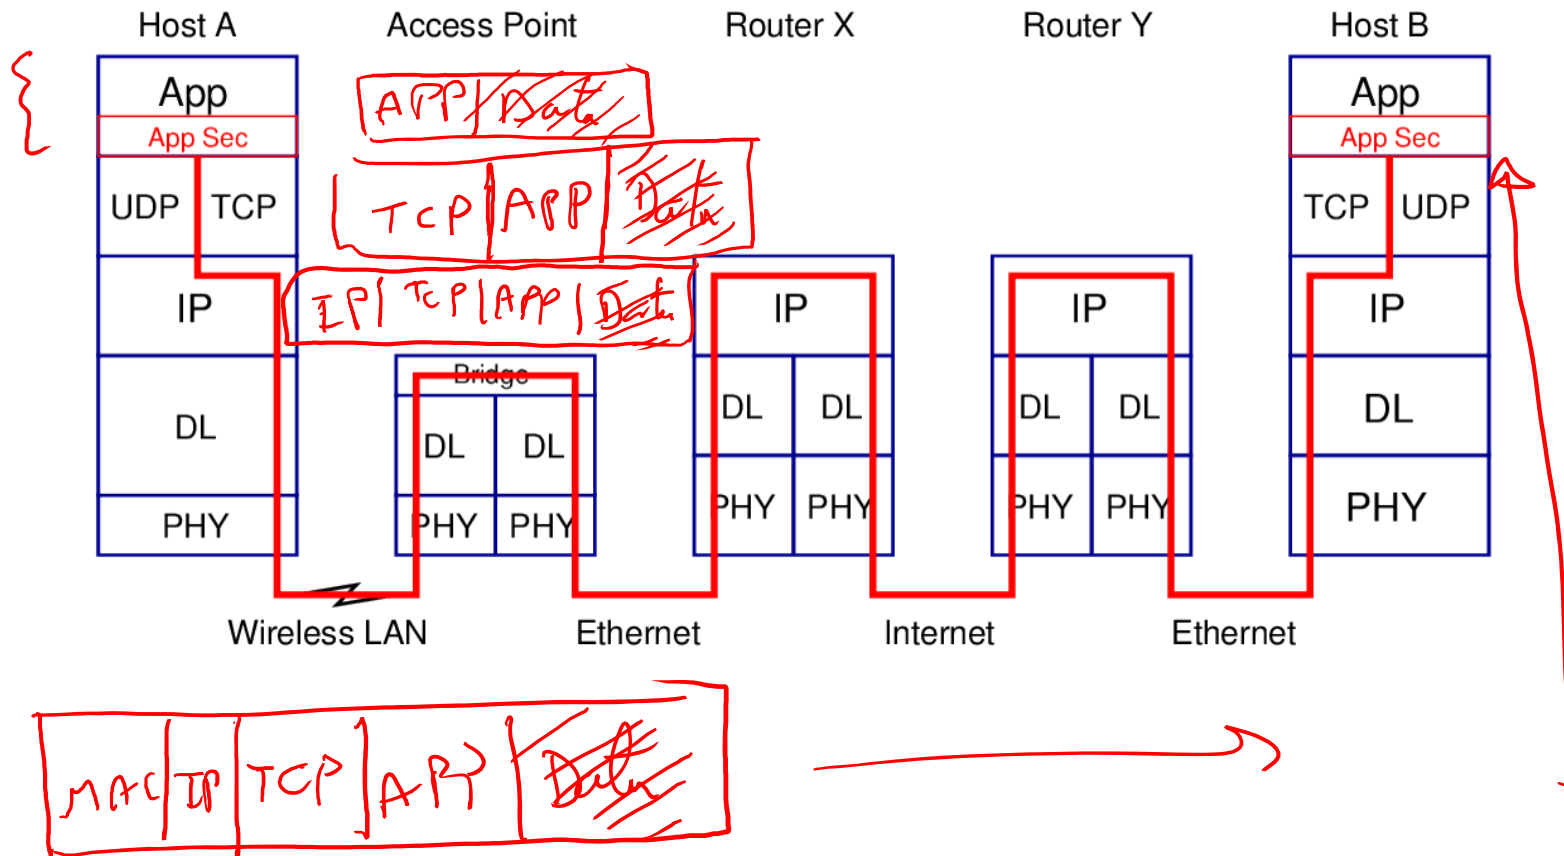 Host A Access Point Router X Router Y Host B
App
App Sec
UDP TCP
IP
DL
PHY
APP Data
TCP APP Data
IP TCP APP Data
Bridge
DL DL
PHY PHY
IP
DL DL
PHY PHY
IP
DL DL
PHY PHY
App
App Sec
TCP UDP
IP
DL
PHY
Wireless LAN Ethernet Internet Ethernet
MAC IP TCP APP Data